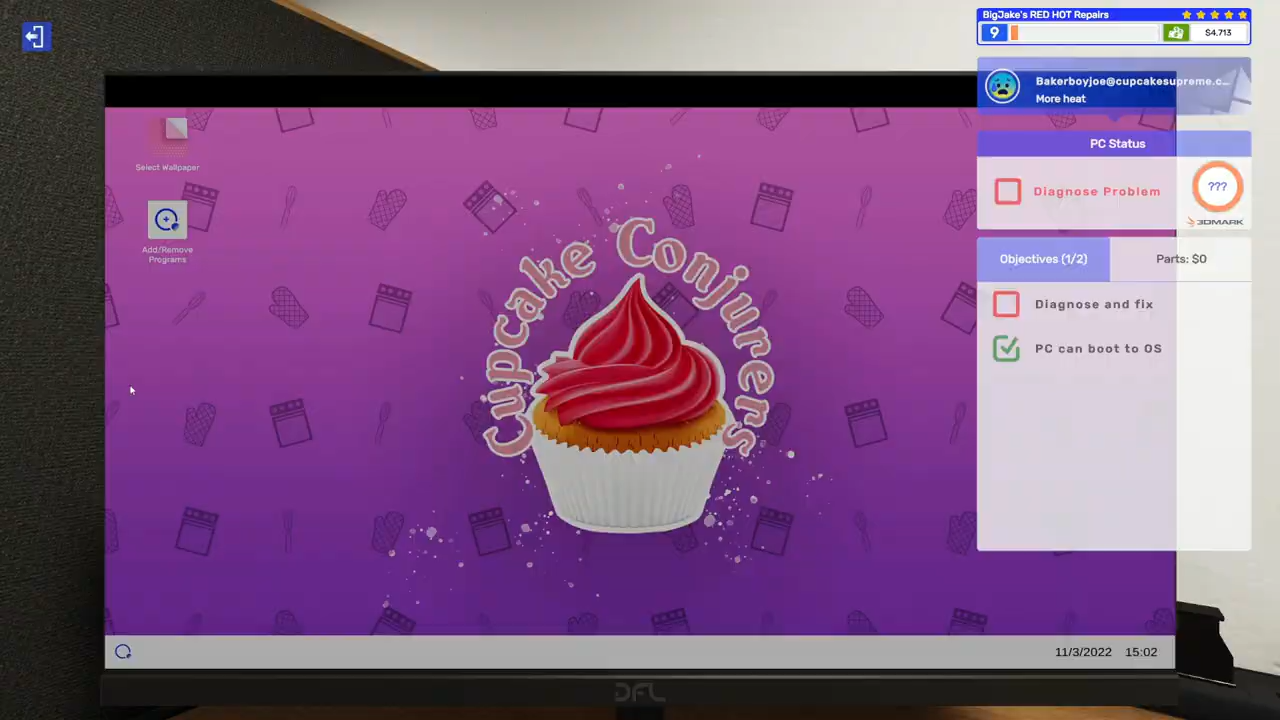 BigJake's RED HOT Repairs
9
$4,713
Bakerboyjoe@cupcakesupreme.c...
More heat
PC Status
Diagnose Problem
???
3DMARK
Objectives (1/2)
Parts: $0
Diagnose and fix
PC can boot to OS
Select Wallpaper
Add/Remove
Programs
Cupcake Conjurers
11/3/2022
15:02
DFL